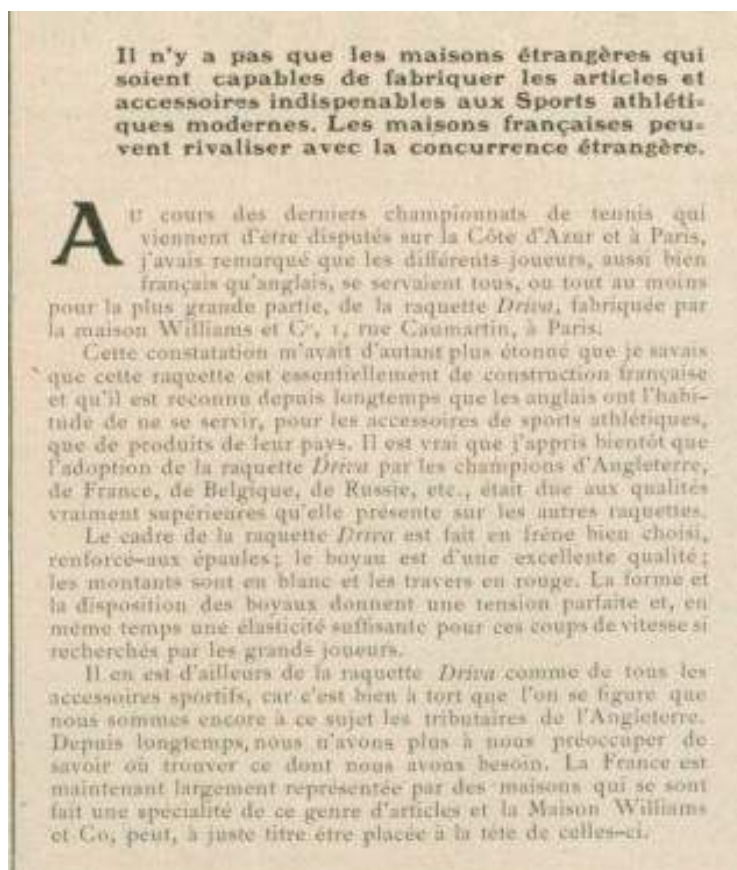 Il n'y a pas que les maisons étrangères qui
soient capables de fabriquer les articles et
accessoires indispenables aux Sports athléti-
ques modernes. Les maisons françaises peu-
vent rivaliser avec la concurrence étrangère.
AU cours des derniers championnats de tennis qui
viennent d'être disputés sur la Côte d'Azur et à Paris,
j'avais remarqué que les différents joueurs, aussi bien
français qu'anglais, se servaient tous, ou tout au moins
pour la plus grande partie, de la raquette Driva, fabriquée par
la maison Williams et Cº, 1, rue Caumartin, à Paris.
Cette constatation m'avait d'autant plus étonné que je savais
que cette raquette est essentiellement de construction française
et qu'il est reconnu depuis longtemps que les anglais ont l'habi-
tude de ne se servir, pour les accessoires de sports athlétiques,
que de produits de leur pays. Il est vrai que j'appris bientôt que
l'adoption de la raquette Driva par les champions d'Angleterre,
de France, de Belgique, de Russie, etc., était due aux qualités
vraiment supérieures qu'elle présente sur les autres raquettes.
Le cadre de la raquette Driva est fait en frêne bien choisi,
renforcé-aux épaules; le boyau est d'une excellente qualité;
les montants sont en blanc et les travers en rouge. La forme et
la disposition des boyaux donnent une tension parfaite et, en
même temps une élasticité suffisante pour ces coups de vitesse si
recherchés par les grands joueurs.
Il en est d'ailleurs de la raquette Driva comme de tous les
accessoires sportifs, car c'est bien à tort que l'on se figure que
nous sommes encore à ce sujet les tributaires de l'Angleterre.
Depuis longtemps, nous n'avons plus à nous préoccuper de
savoir où trouver ce dont nous avons besoin. La France est
maintenant largement représentée par des maisons qui se sont
fait une spécialité de ce genre d'articles et la Maison Williams
et Co, peut, à juste titre être placée à la tête de celles-ci.